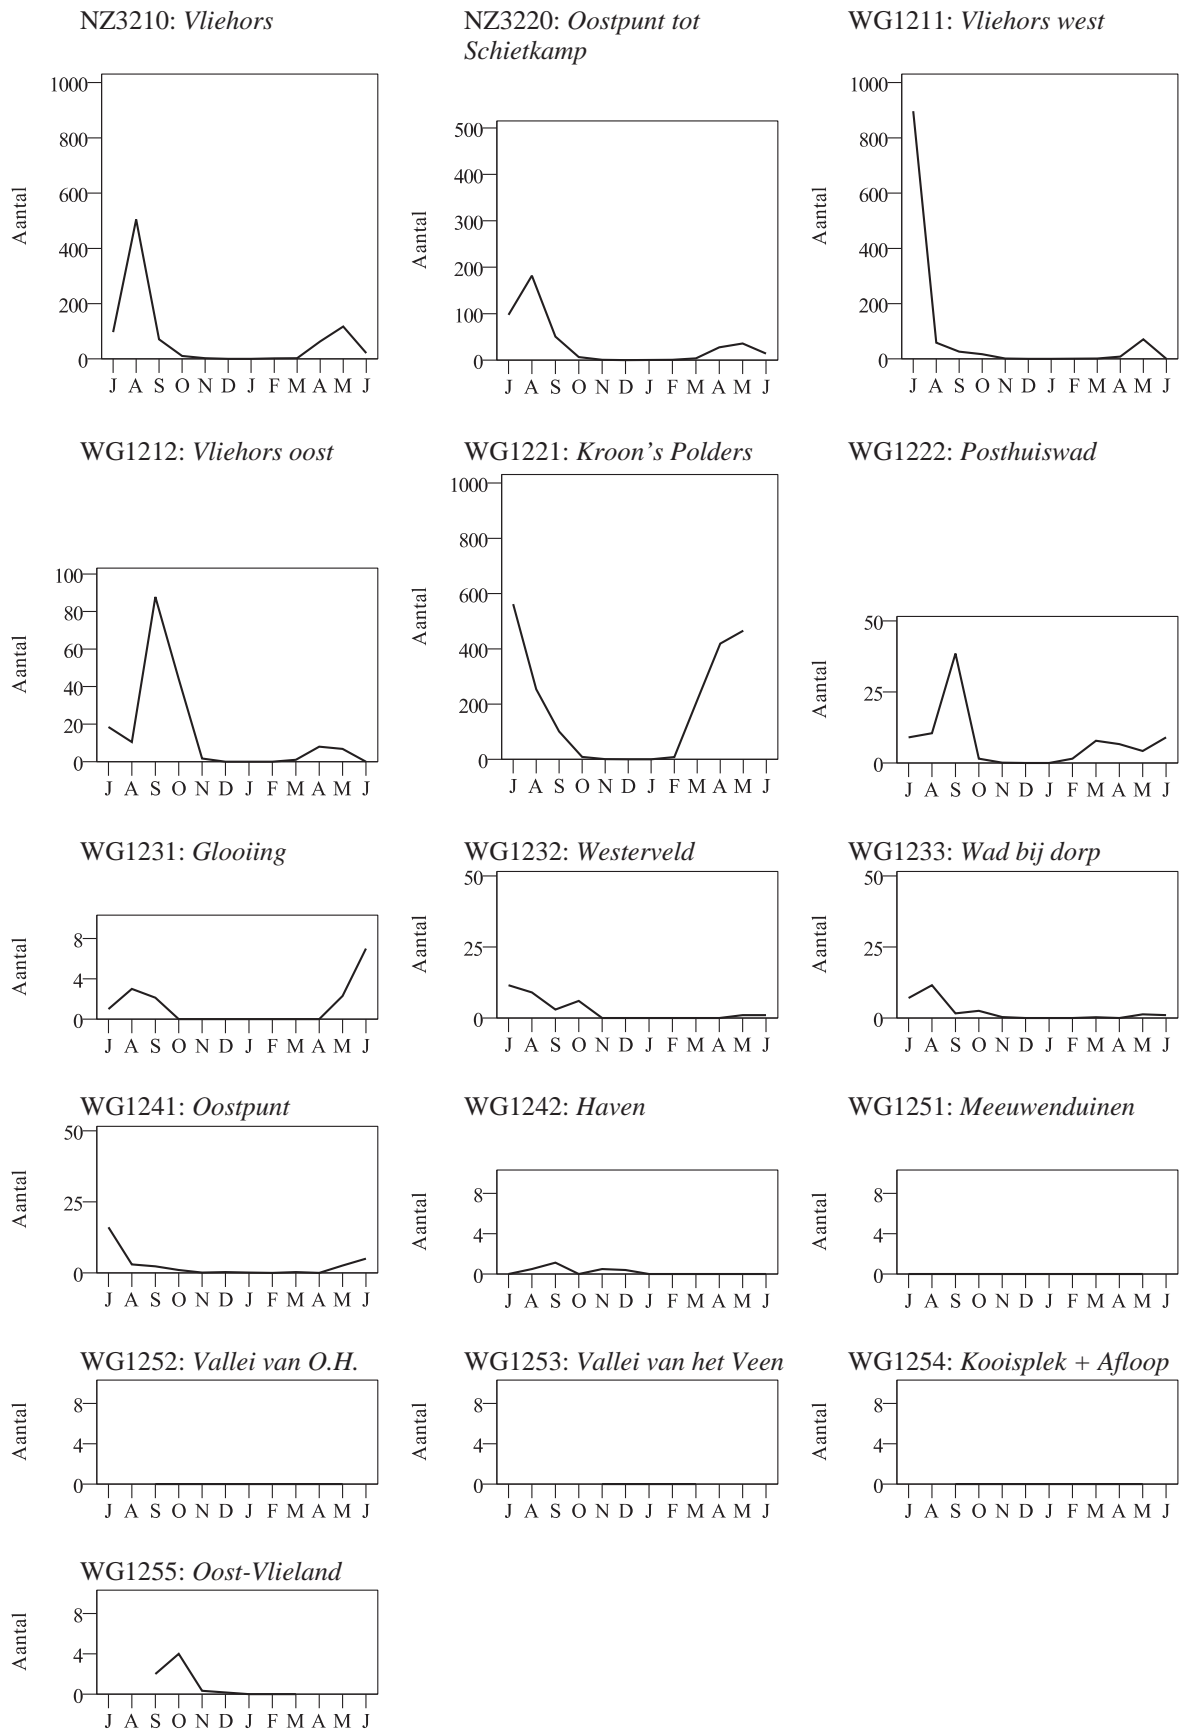 NZ3210: Vliehors
1000
800
600
400
200
0
Aantal
J A S O N D J F M A M J
NZ3220: Oostpunt tot
Schietkamp
500
400
300
200
100
0
Aantal
J A S O N D J F M A M J
WG1211: Vliehors west
1000
800
600
400
200
0
Aantal
J A S O N D J F M A M J
WG1212: Vliehors oost
100
80
60
40
20
0
Aantal
J A S O N D J F M A M J
WG1221: Kroon's Polders
1000
800
600
400
200
0
Aantal
J A S O N D J F M A M J
WG1222: Posthuiswad
50
25
0
Aantal
J A S O N D J F M A M J
WG1231: Glooiing
8
4
0
Aantal
J A S O N D J F M A M J
WG1232: Westerveld
50
25
0
Aantal
J A S O N D J F M A M J
WG1233: Wad bij dorp
50
25
0
Aantal
J A S O N D J F M A M J
WG1241: Oostpunt
50
25
0
Aantal
J A S O N D J F M A M J
WG1242: Haven
8
4
0
Aantal
J A S O N D J F M A M J
WG1251: Meeuwenduinen
8
4
0
Aantal
J A S O N D J F M A M J
WG1252: Vallei van O.H.
8
4
0
Aantal
J A S O N D J F M A M J
WG1253: Vallei van het Veen
8
4
0
Aantal
J A S O N D J F M A M J
WG1254: Kooisplek + Afloop
8
4
0
Aantal
J A S O N D J F M A M J
WG1255: Oost-Vlieland
8
4
0
Aantal
J A S O N D J F M A M J